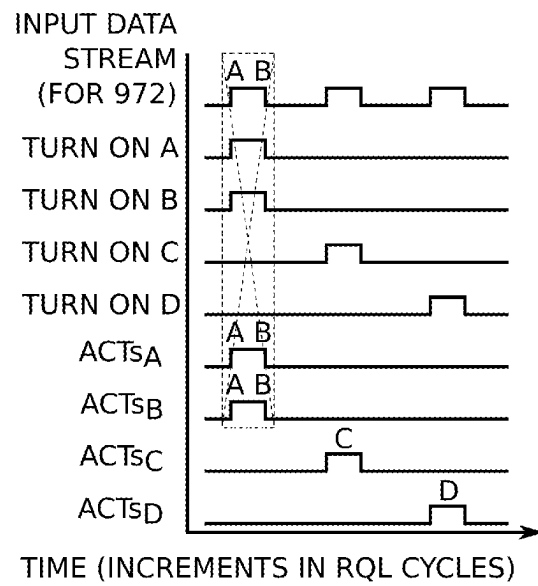 INPUT DATA
STREAM
(FOR 972)
A B
TURN ON A
TURN ON B
TURN ON C
TURN ON D
ACTsA
A B
ACTsB
A B
ACTsC
C
ACTsD
D
TIME (INCREMENTS IN RQL CYCLES)